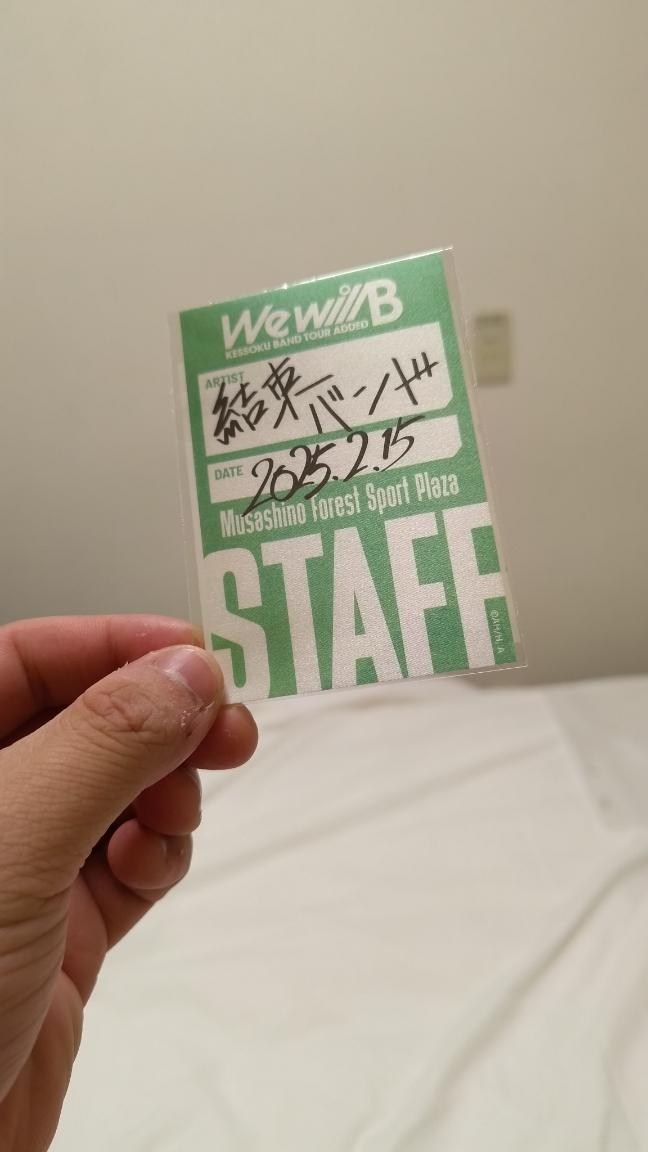 We will B
KESSOKU BAND TOUR ADDED
ARTIST
結束バンド
DATE 2025.2.15
Musashino Forest Sport Plaza
STAFF
©AH/H, A